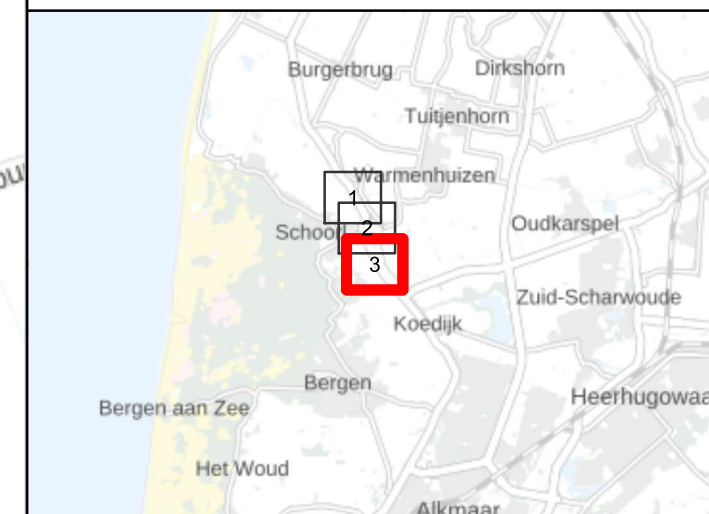 Burgerbrug
Dirkshorn
Tuitjenhorn
Warmenhuizen
1
Schoorl
2
Oudkarspel
3
Zuid-Scharwoude
Koedijk
Bergen
Heerhugowaa
Bergen aan Zee
Het Woud
Alkmaar